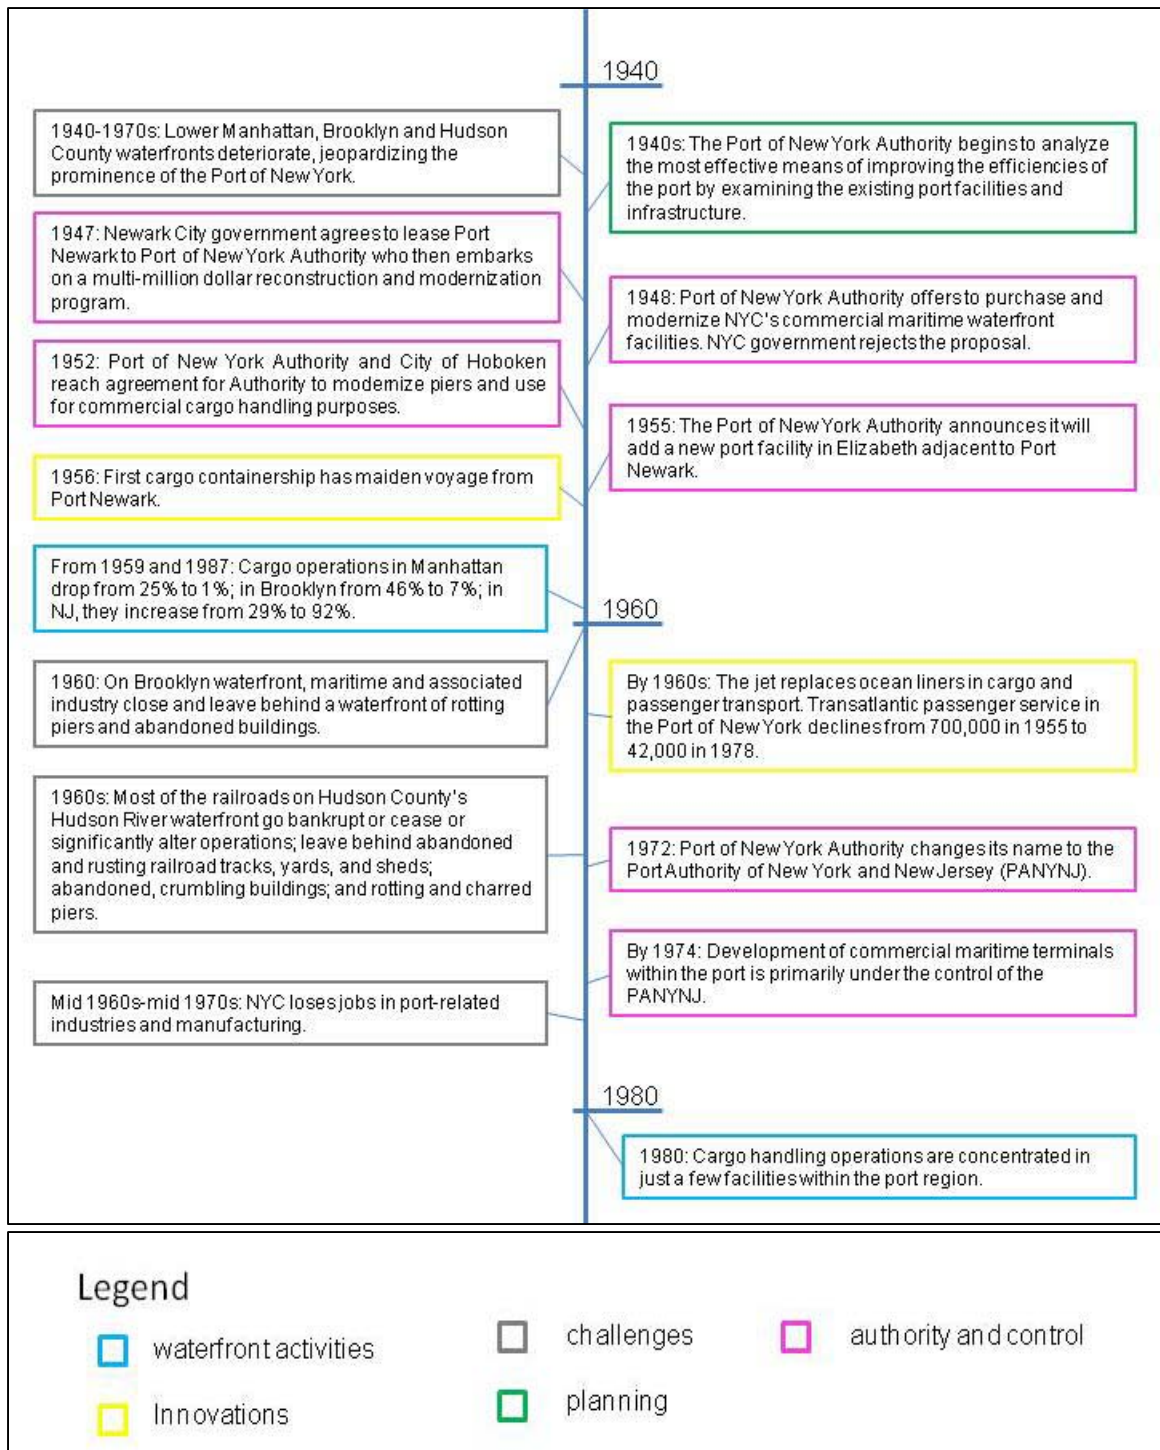 1940
1940-1970s: Lower Manhattan, Brooklyn and Hudson
County waterfronts deteriorate, jeopardizing the
prominence of the Port of New York.
1940s: The Port of New York Authority begins to analyze
the most effective means of improving the efficiencies of
the port by examining the existing port facilities and
infrastructure.
1947: Newark City government agrees to lease Port
Newark to Port of New York Authority who then embarks
on a multi-million dollar reconstruction and modernization
program.
1948: Port of New York Authority offers to purchase and
modernize NYC's commercial maritime waterfront
facilities. NYC government rejects the proposal.
1952: Port of New York Authority and City of Hoboken
reach agreement for Authority to modernize piers and use
for commercial cargo handling purposes.
1955: The Port of New York Authority announces it will
add a new port facility in Elizabeth adjacent to Port
Newark.
1956: First cargo containership has maiden voyage from
Port Newark.
From 1959 and 1987: Cargo operations in Manhattan
drop from 25% to 1%; in Brooklyn from 46% to 7%; in
NJ, they increase from 29% to 92%.
1960
1960: On Brooklyn waterfront, maritime and associated
industry close and leave behind a waterfront of rotting
piers and abandoned buildings.
By 1960s: The jet replaces ocean liners in cargo and
passenger transport. Transatlantic passenger service in
the Port of New York declines from 700,000 in 1955 to
42,000 in 1978.
1960s: Most of the railroads on Hudson County's
Hudson River waterfront go bankrupt or cease or
significantly alter operations; leave behind abandoned
and rusting railroad tracks, yards, and sheds;
abandoned, crumbling buildings; and rotting and charred
piers.
1972: Port of New York Authority changes its name to the
Port Authority of New York and New Jersey (PANYNJ).
By 1974: Development of commercial maritime terminals
within the port is primarily under the control of the
PANYNJ.
Mid 1960s-mid 1970s: NYC loses jobs in port-related
industries and manufacturing.
1980
1980: Cargo handling operations are concentrated in
just a few facilities within the port region.
Legend
waterfront activities
challenges
authority and control
Innovations
planning